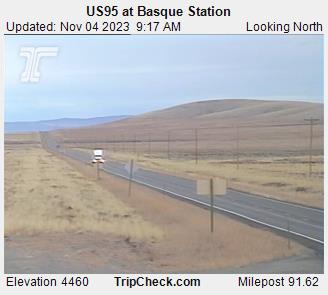 US95 at Basque Station
Updated: Nov 04 2023 9:17 AM
Looking North
Elevation 4460
TripCheck.com
Milepost 91.62